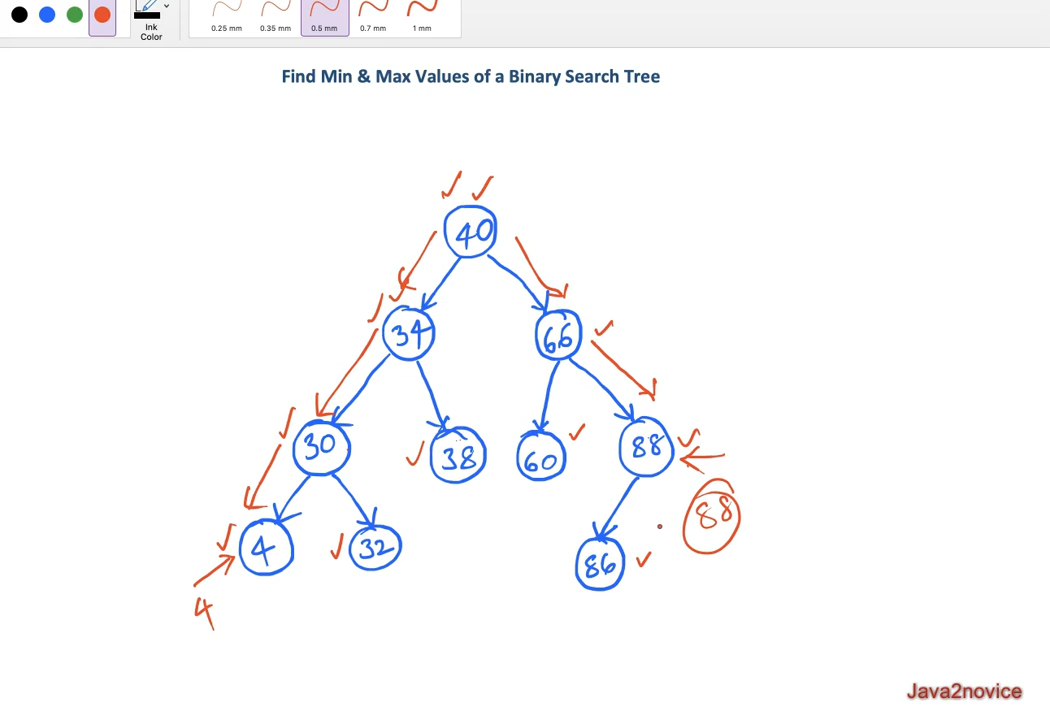 0.25 mm 0.35 mm 0.5 mm 0.7 mm 1 mm
Ink
Color
Find Min & Max Values of a Binary Search Tree
40
34
66
30
38
60
88
88
4
32
86
4
Java2novice